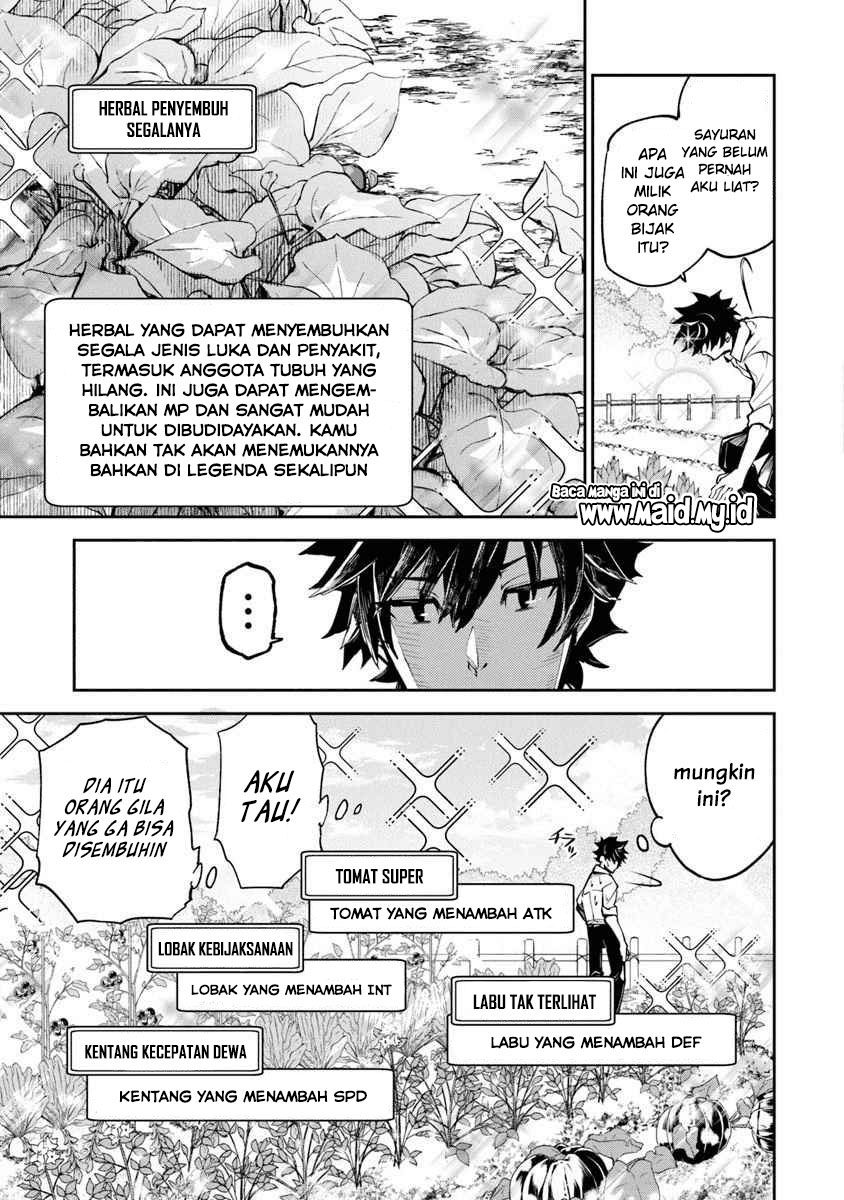 SAYURAN
YANG BELUM
PERNAH
AKU LIAT?
APA
INI JUGA
MILIK
ORANG
BIJAK
ITU?
HERBAL PENYEMBUH
SEGALANYA
HERBAL YANG DAPAT MENYEMBUHKAN
SEGALA JENIS LUKA DAN PENYAKIT,
TERMASUK ANGGOTA TUBUH YANG
HILANG. INI JUGA DAPAT MENGEM-
BALIKAN MP DAN SANGAT MUDAH
UNTUK DIBUDIDAYAKAN. KAMU
BAHKAN TAK AKAN MENEMUKANNYA
BAHKAN DI LEGENDA SEKALIPUN
Baca Manga ini di
www.Maid.My.id
...
mungkin
ini?
AKU
TAU!
DIA ITU
ORANG GILA
YANG GA BISA
DISEMBUHIN
TOMAT SUPER
TOMAT YANG MENAMBAH ATK
LOBAK KEBIJAKSANAAN
LOBAK YANG MENAMBAH INT
LABU TAK TERLIHAT
LABU YANG MENAMBAH DEF
KENTANG KECEPATAN DEWA
KENTANG YANG MENAMBAH SPD